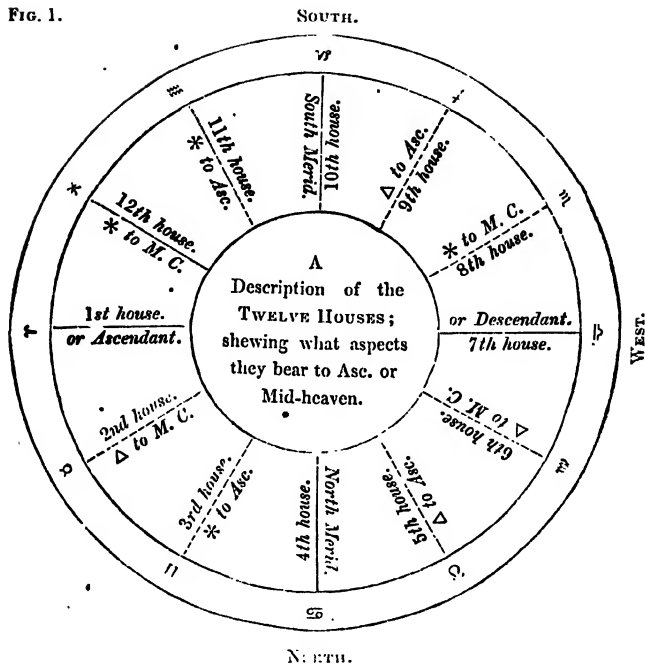 FIG. 1.
SOUTH.
♑
♐
♏
♎
♍
♌
♋
♊
♉
♈
♓
♒
10th house.
South Merid.
△ to Asc.
9th house.
✳ to M. C.
8th house.
or Descendant.
7th house.
6th house.
△ to M. C.
5th house.
△ to Asc.
North Merid.
4th house.
3rd house.
✳ to Asc.
2nd house.
△ to M. C.
1st house.
or Ascendant.
12th house.
✳ to M. C.
11th house.
✳ to Asc.
A
Description of the
TWELVE HOUSES;
shewing what aspects
they bear to Asc. or
Mid-heaven.
WEST.
NORTH.